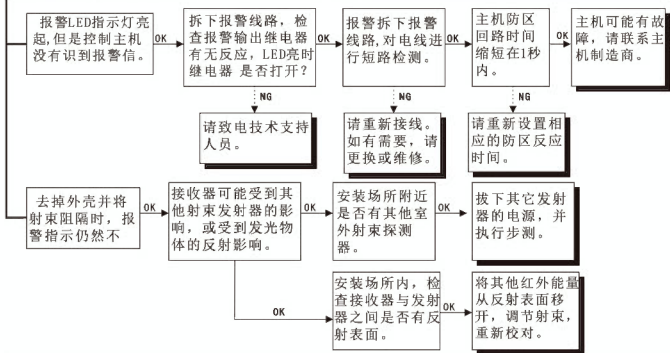 报警LED指示灯亮
起,但是控制主机
没有识到报警信。
OK
拆下报警线路，检
查报警输出继电器
有无反应，LED亮时
继电器 是否打开？
OK
报警拆下报警
线路,对电线进
行短路检测。
OK
主机防区
回路时间
缩短在1秒
内。
OK
主机可能有故
障，请联系主
机制造商。
NG
NG
NG
请致电技术支持
人员。
请重新接线。
如有需要，请
更换或维修。
请重新设置相
应的防区反应
时间。
去掉外壳并将
射束阻隔时，报
警指示仍然不
OK
接收器可能受到其
他射束发射器的影
响，或受到发光物
体的反射影响。
OK
安装场所附近
是否有其他室
外射束探测
器。
OK
拔下其它发射
器的电源，并
执行步测。
OK
安装场所内，检
查接收器与发射
器之间是否有反
射表面。
OK
将其他红外能量
从反射表面移
开，调节射束，
重新校对。